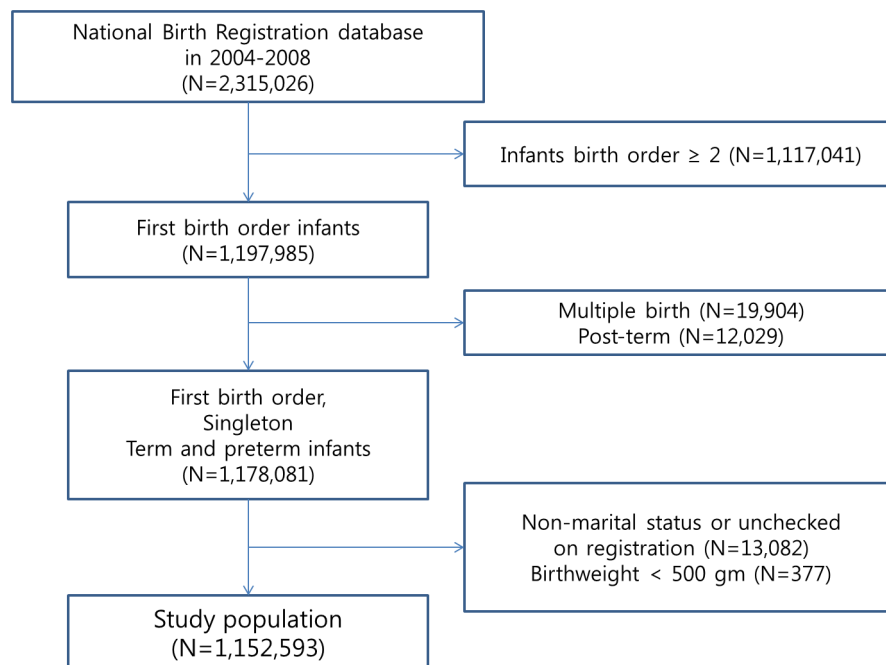 National Birth Registration database
in 2004-2008
(N=2,315,026)
Infants birth order ≥ 2 (N=1,117,041)
First birth order infants
(N=1,197,985)
Multiple birth (N=19,904)
Post-term (N=12,029)
First birth order,
Singleton
Term and preterm infants
(N=1,178,081)
Non-marital status or unchecked
on registration (N=13,082)
Birthweight < 500 gm (N=377)
Study population
(N=1,152,593)